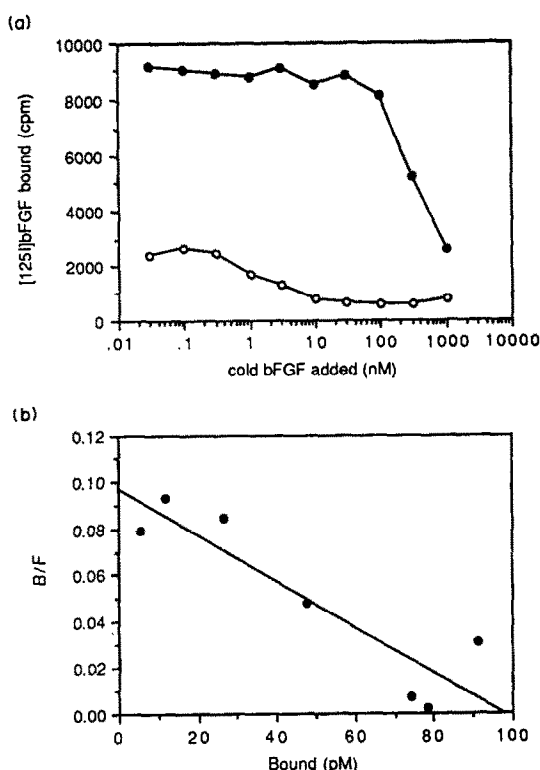 (a)
10000
8000
6000
4000
2000
0
[125I]bFGF bound (cpm)
.01 .1 1 10 100 1000 10000
cold bFGF added (nM)
(b)
0.12
0.10
0.08
0.06
0.04
0.02
0.00
B/F
0 20 40 60 80 100
Bound (pM)